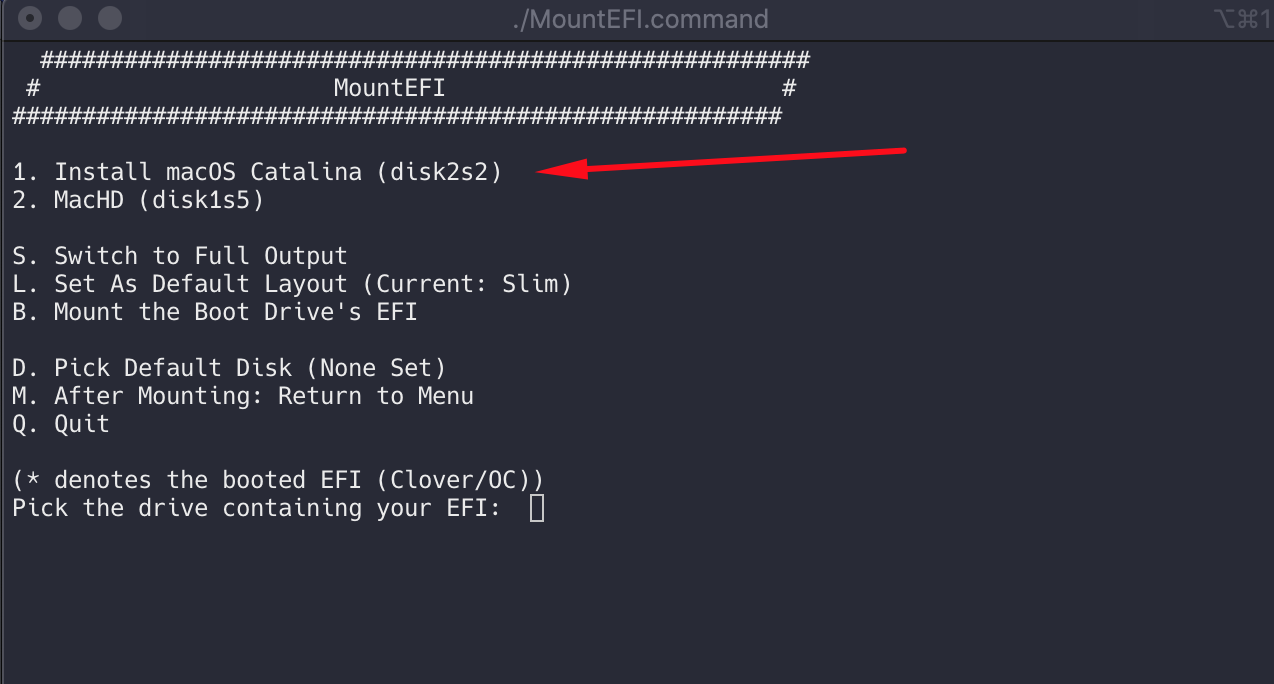 ./MountEFI.command
⌥⌘1
#######################################################
# MountEFI #
#######################################################
1. Install macOS Catalina (disk2s2)
2. MacHD (disk1s5)
S. Switch to Full Output
L. Set As Default Layout (Current: Slim)
B. Mount the Boot Drive's EFI
D. Pick Default Disk (None Set)
M. After Mounting: Return to Menu
Q. Quit
(* denotes the booted EFI (Clover/OC))
Pick the drive containing your EFI: